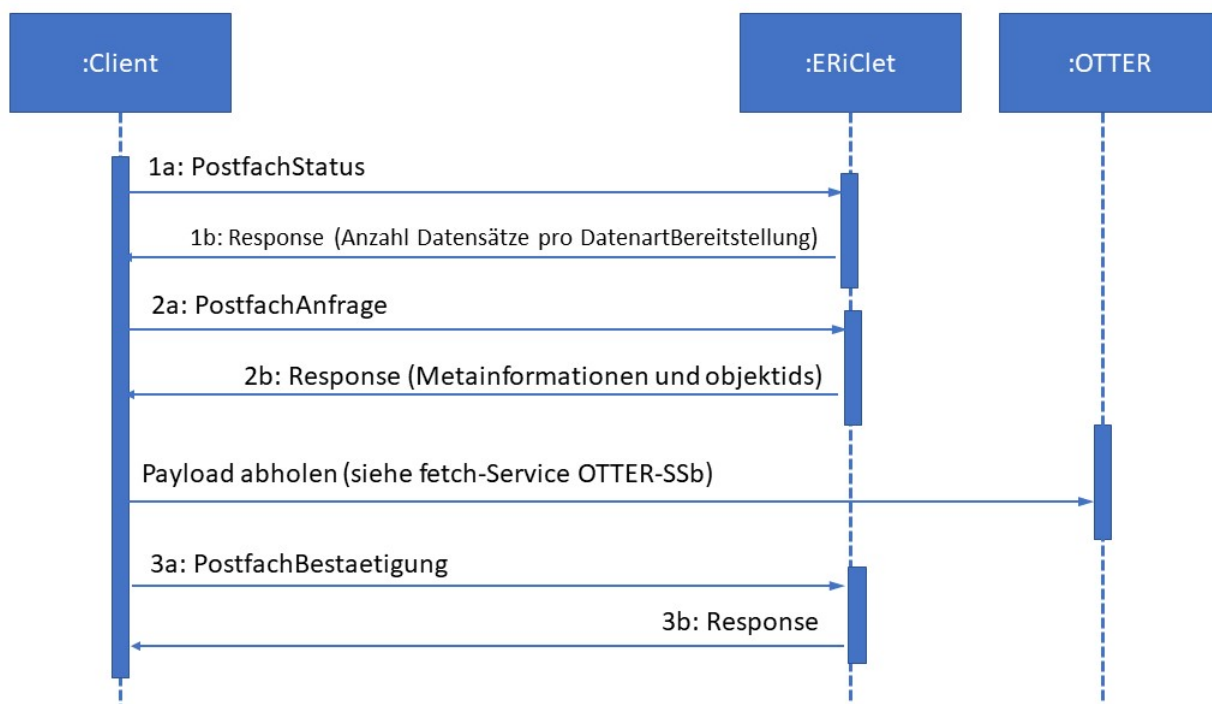 :Client
:ERiClet
:OTTER
1a: PostfachStatus
1b: Response (Anzahl Datensätze pro DatenartBereitstellung)
2a: PostfachAnfrage
2b: Response (Metainformationen und objektids)
Payload abholen (siehe fetch-Service OTTER-SSb)
3a: PostfachBestaetigung
3b: Response